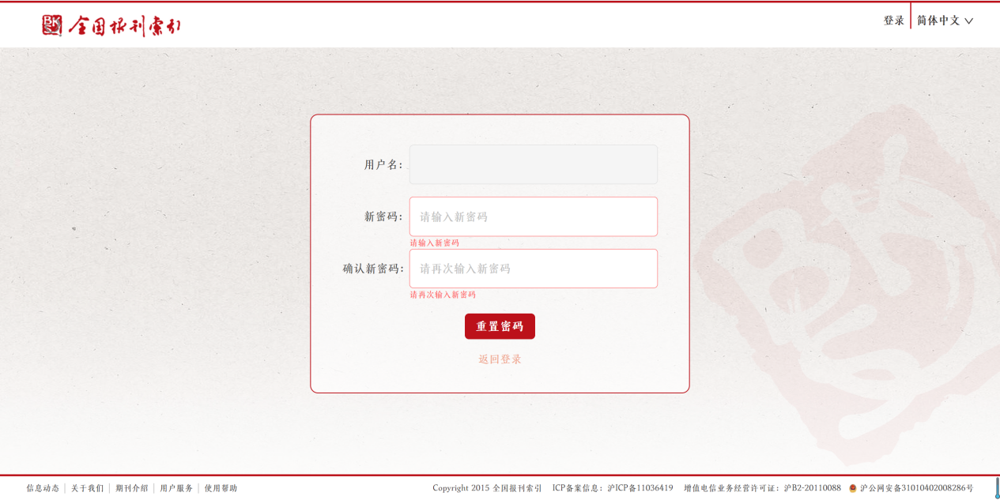 全国报刊索引
登录 简体中文
用户名:
新密码: 请输入新密码
请输入新密码
确认新密码: 请再次输入新密码
请再次输入新密码
重置密码
返回登录
信息动态 关于我们 期刊介绍 用户服务 使用帮助 Copyright 2015 全国报刊索引 ICP备案信息: 沪ICP备11036419 增值电信业务经营许可证: 沪B2-20110088 沪公网安备31010402008286号